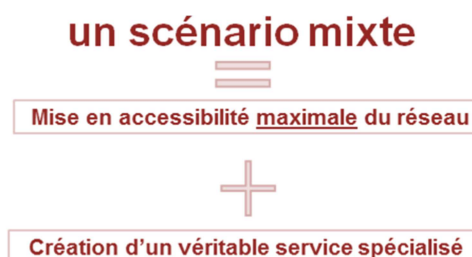 un scénario mixte
=
Mise en accessibilité maximale du réseau
+
Création d'un véritable service spécialisé